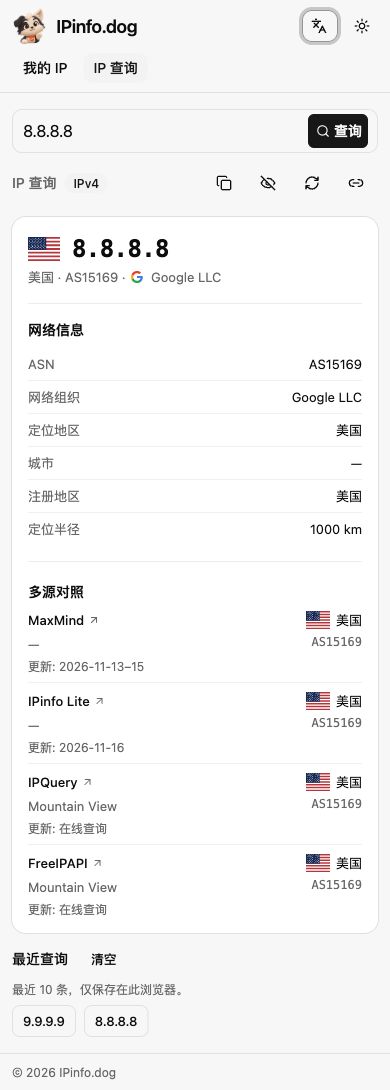 IPinfo.dog
我的 IP IP 查询
8.8.8.8 查询
IP 查询 IPv4
8.8.8.8
美国 · AS15169 · Google LLC
网络信息
ASN AS15169
网络组织 Google LLC
定位地区 美国
城市 —
注册地区 美国
定位半径 1000 km
多源对照
MaxMind ↗ 美国
— AS15169
更新: 2026-11-13–15
IPinfo Lite ↗ 美国
— AS15169
更新: 2026-11-16
IPQuery ↗ 美国
Mountain View AS15169
更新: 在线查询
FreeIPAPI ↗ 美国
Mountain View AS15169
更新: 在线查询
最近查询 清空
最近 10 条，仅保存在此浏览器。
9.9.9.9 8.8.8.8
© 2026 IPinfo.dog